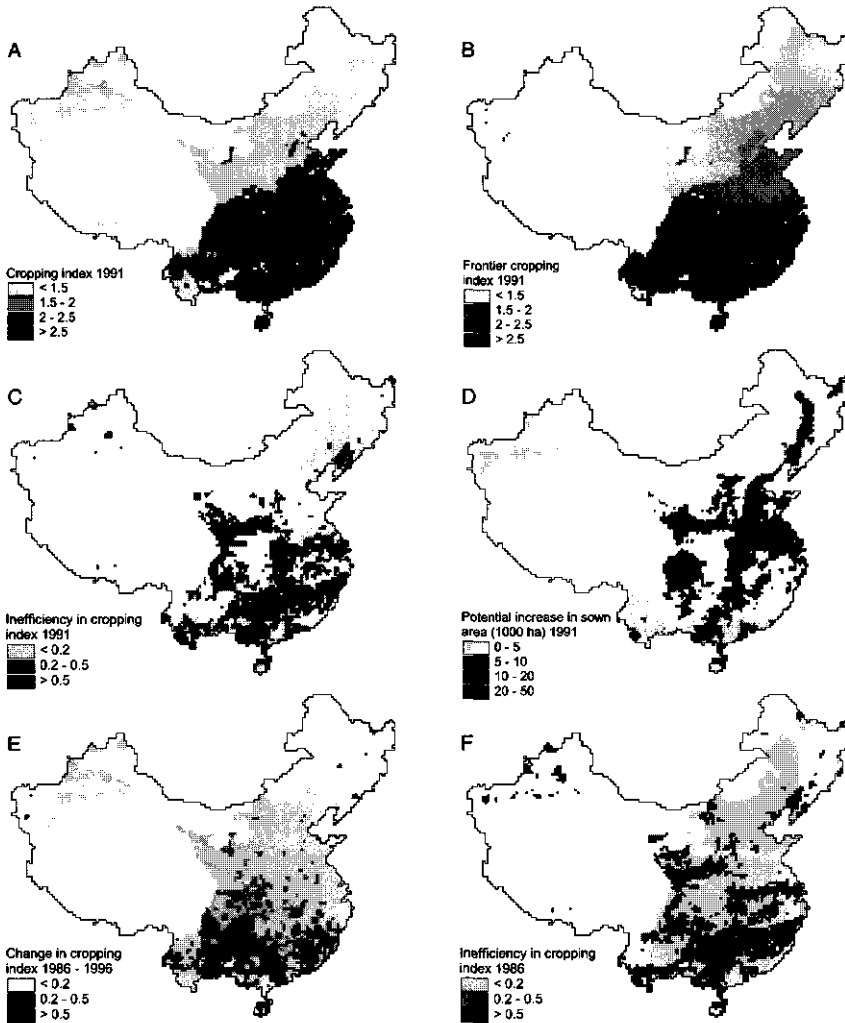 A
Cropping index 1991
< 1.5
1.5 - 2
2 - 2.5
> 2.5
B
Frontier cropping
index 1991
< 1.5
1.5 - 2
2 - 2.5
> 2.5
C
Inefficiency in cropping
index 1991
< 0.2
0.2 - 0.5
> 0.5
D
Potential increase in sown
area (1000 ha) 1991
0 - 5
5 - 10
10 - 20
20 - 50
E
Change in cropping
index 1986 - 1996
< 0.2
0.2 - 0.5
> 0.5
F
Inefficiency in cropping
index 1986
< 0.2
0.2 - 0.5
> 0.5